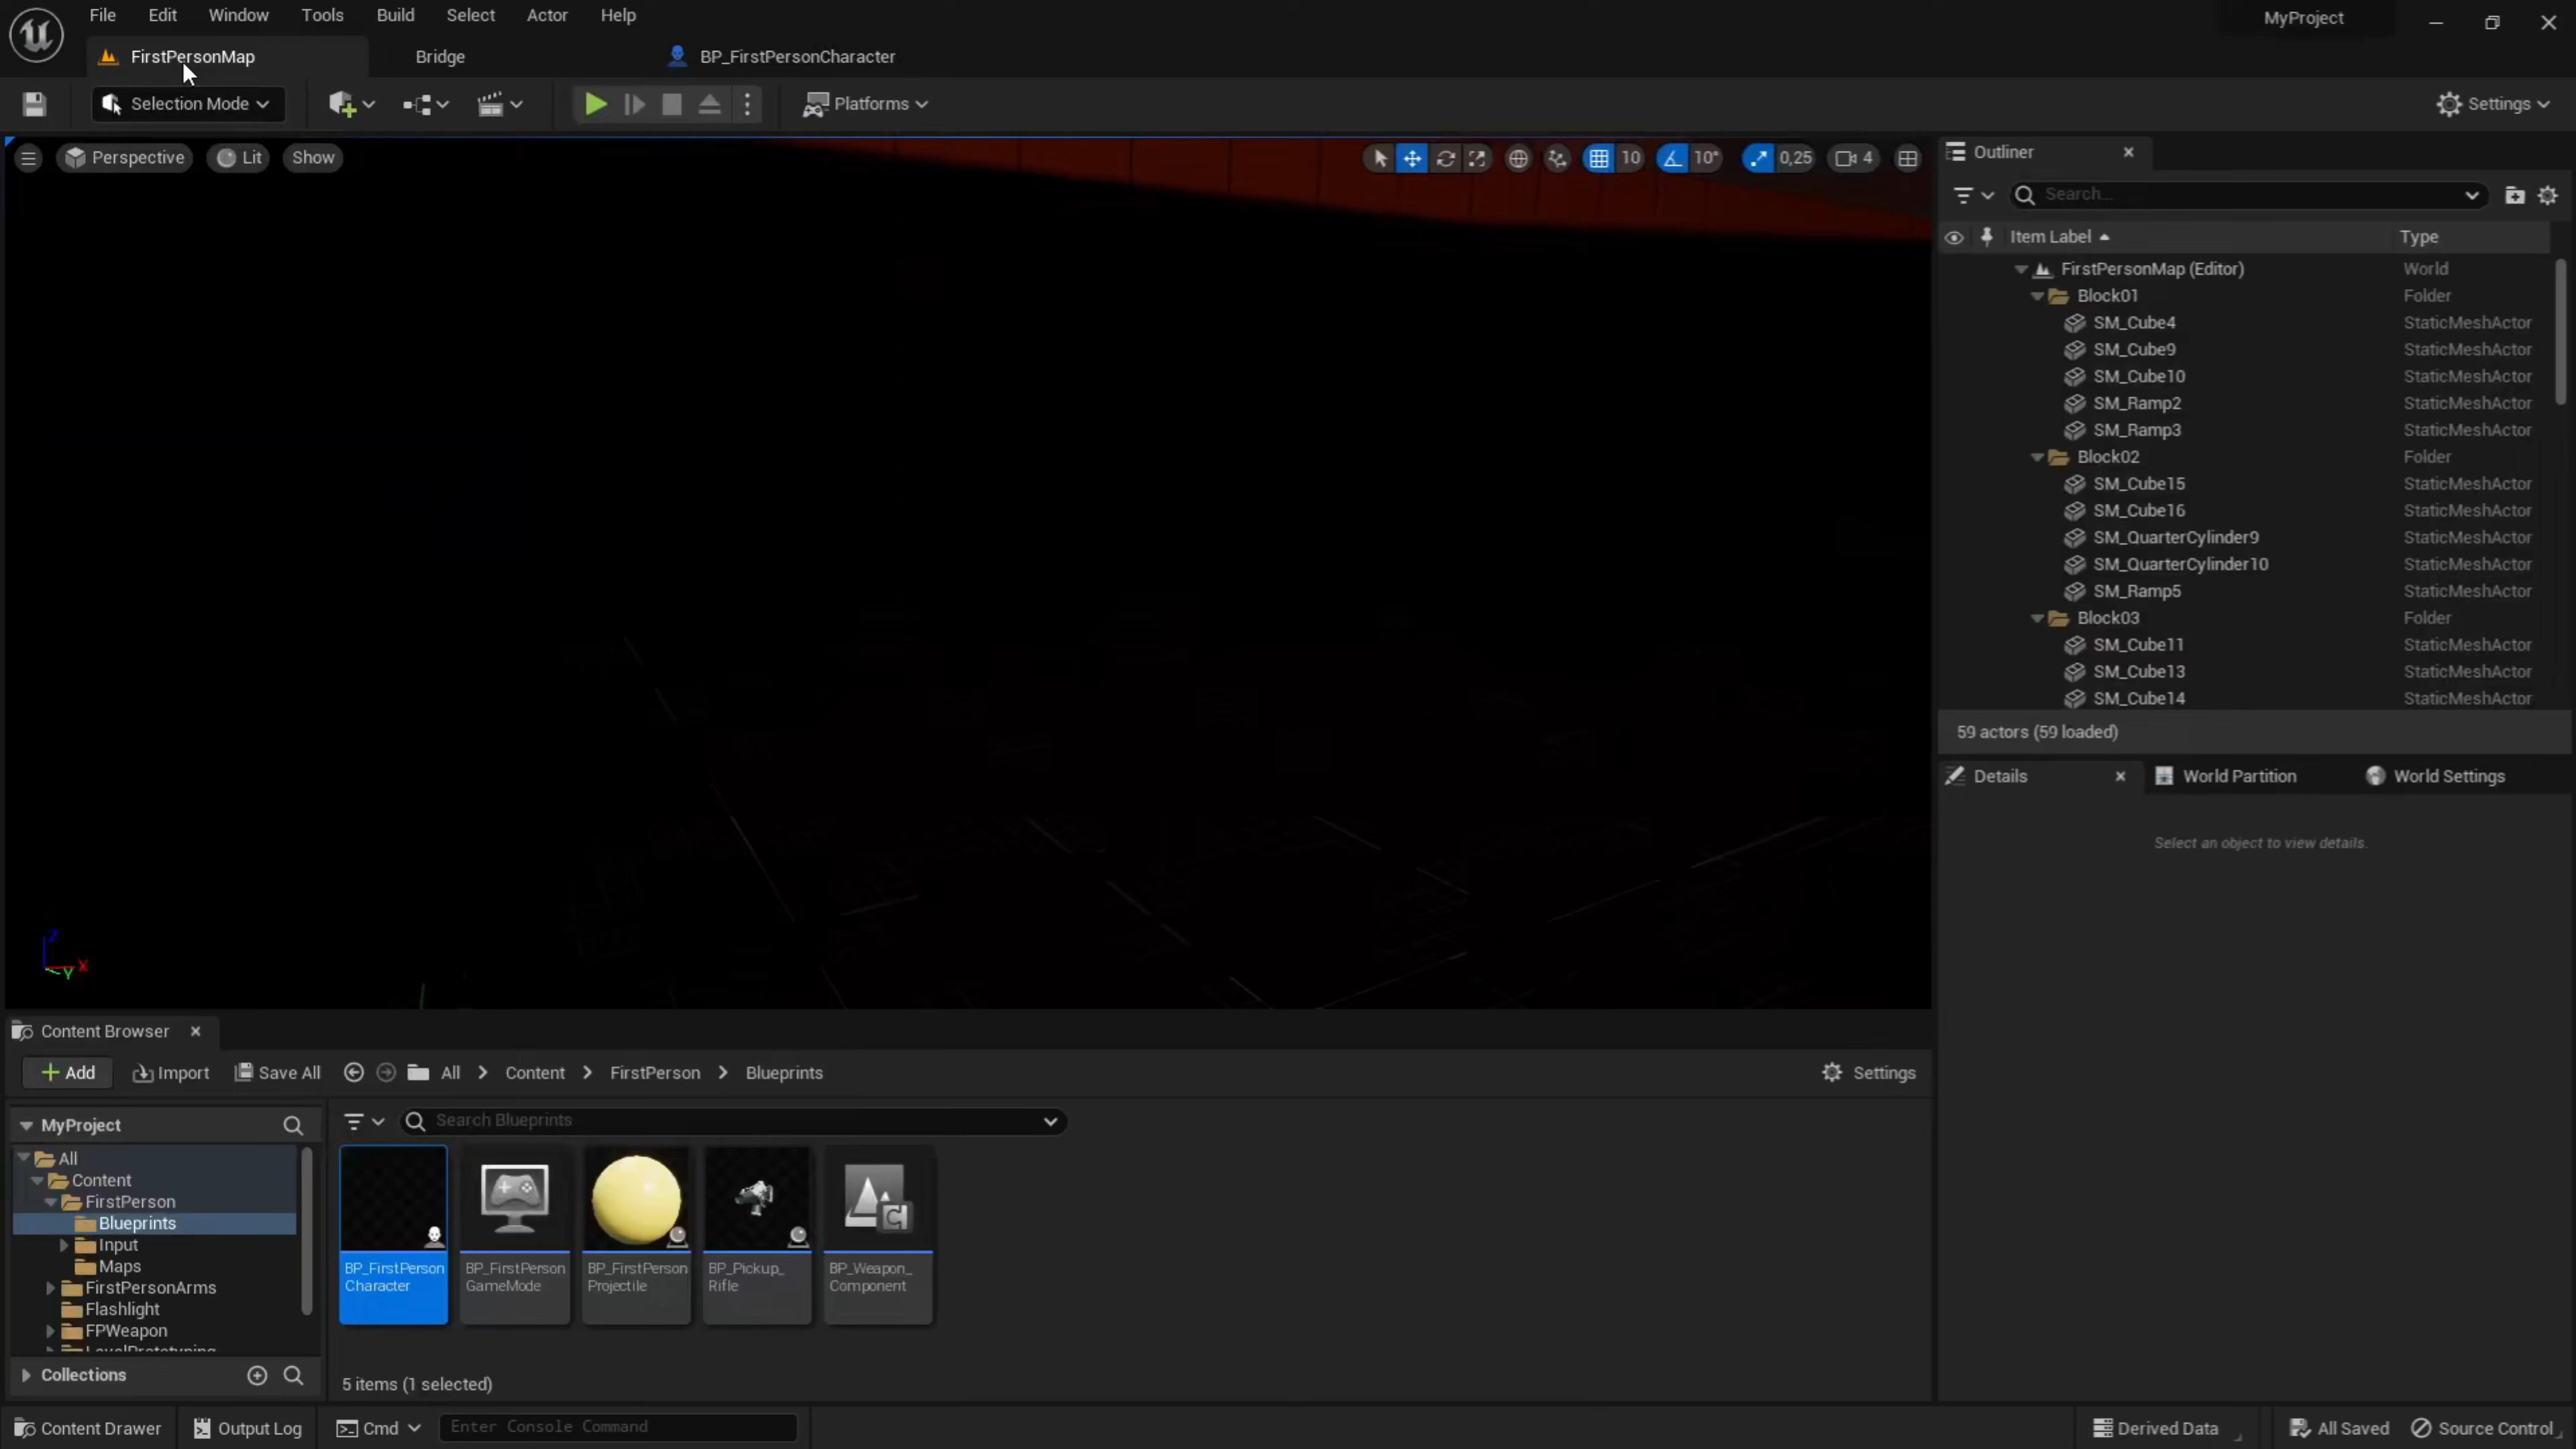 File Edit Window Tools Build Select Actor Help
MyProject
FirstPersonMap
Bridge
BP_FirstPersonCharacter
Selection Mode
Platforms
Settings
Perspective
Lit
Show
10
10°
0,25
4
Outliner
Search...
Item Label
Type
FirstPersonMap (Editor) World
Block01 Folder
SM_Cube4 StaticMeshActor
SM_Cube9 StaticMeshActor
SM_Cube10 StaticMeshActor
SM_Ramp2 StaticMeshActor
SM_Ramp3 StaticMeshActor
Block02 Folder
SM_Cube15 StaticMeshActor
SM_Cube16 StaticMeshActor
SM_QuarterCylinder9 StaticMeshActor
SM_QuarterCylinder10 StaticMeshActor
SM_Ramp5 StaticMeshActor
Block03 Folder
SM_Cube11 StaticMeshActor
SM_Cube13 StaticMeshActor
SM_Cube14 StaticMeshActor
59 actors (59 loaded)
Details
World Partition
World Settings
Select an object to view details.
Z
X
Y
Content Browser
Add
Import
Save All
All > Content > FirstPerson > Blueprints
Settings
MyProject
Search Blueprints
All
Content
FirstPerson
Blueprints
Input
Maps
FirstPersonArms
Flashlight
FPWeapon
LevelPrototyping
Collections
BP_FirstPerson
Character
BP_FirstPerson
GameMode
BP_FirstPerson
Projectile
BP_Pickup_
Rifle
BP_Weapon_
Component
5 items (1 selected)
Content Drawer
Output Log
Cmd
Enter Console Command
Derived Data
All Saved
Source Control